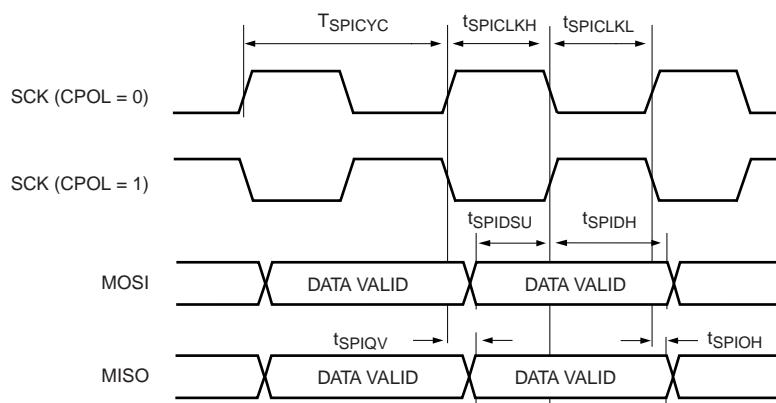 TSPICYC
tSPICLKH
tSPICLKL
SCK (CPOL = 0)
SCK (CPOL = 1)
tSPIDSU
tSPIDH
MOSI
DATA VALID
DATA VALID
tSPIQV
tSPIOH
MISO
DATA VALID
DATA VALID